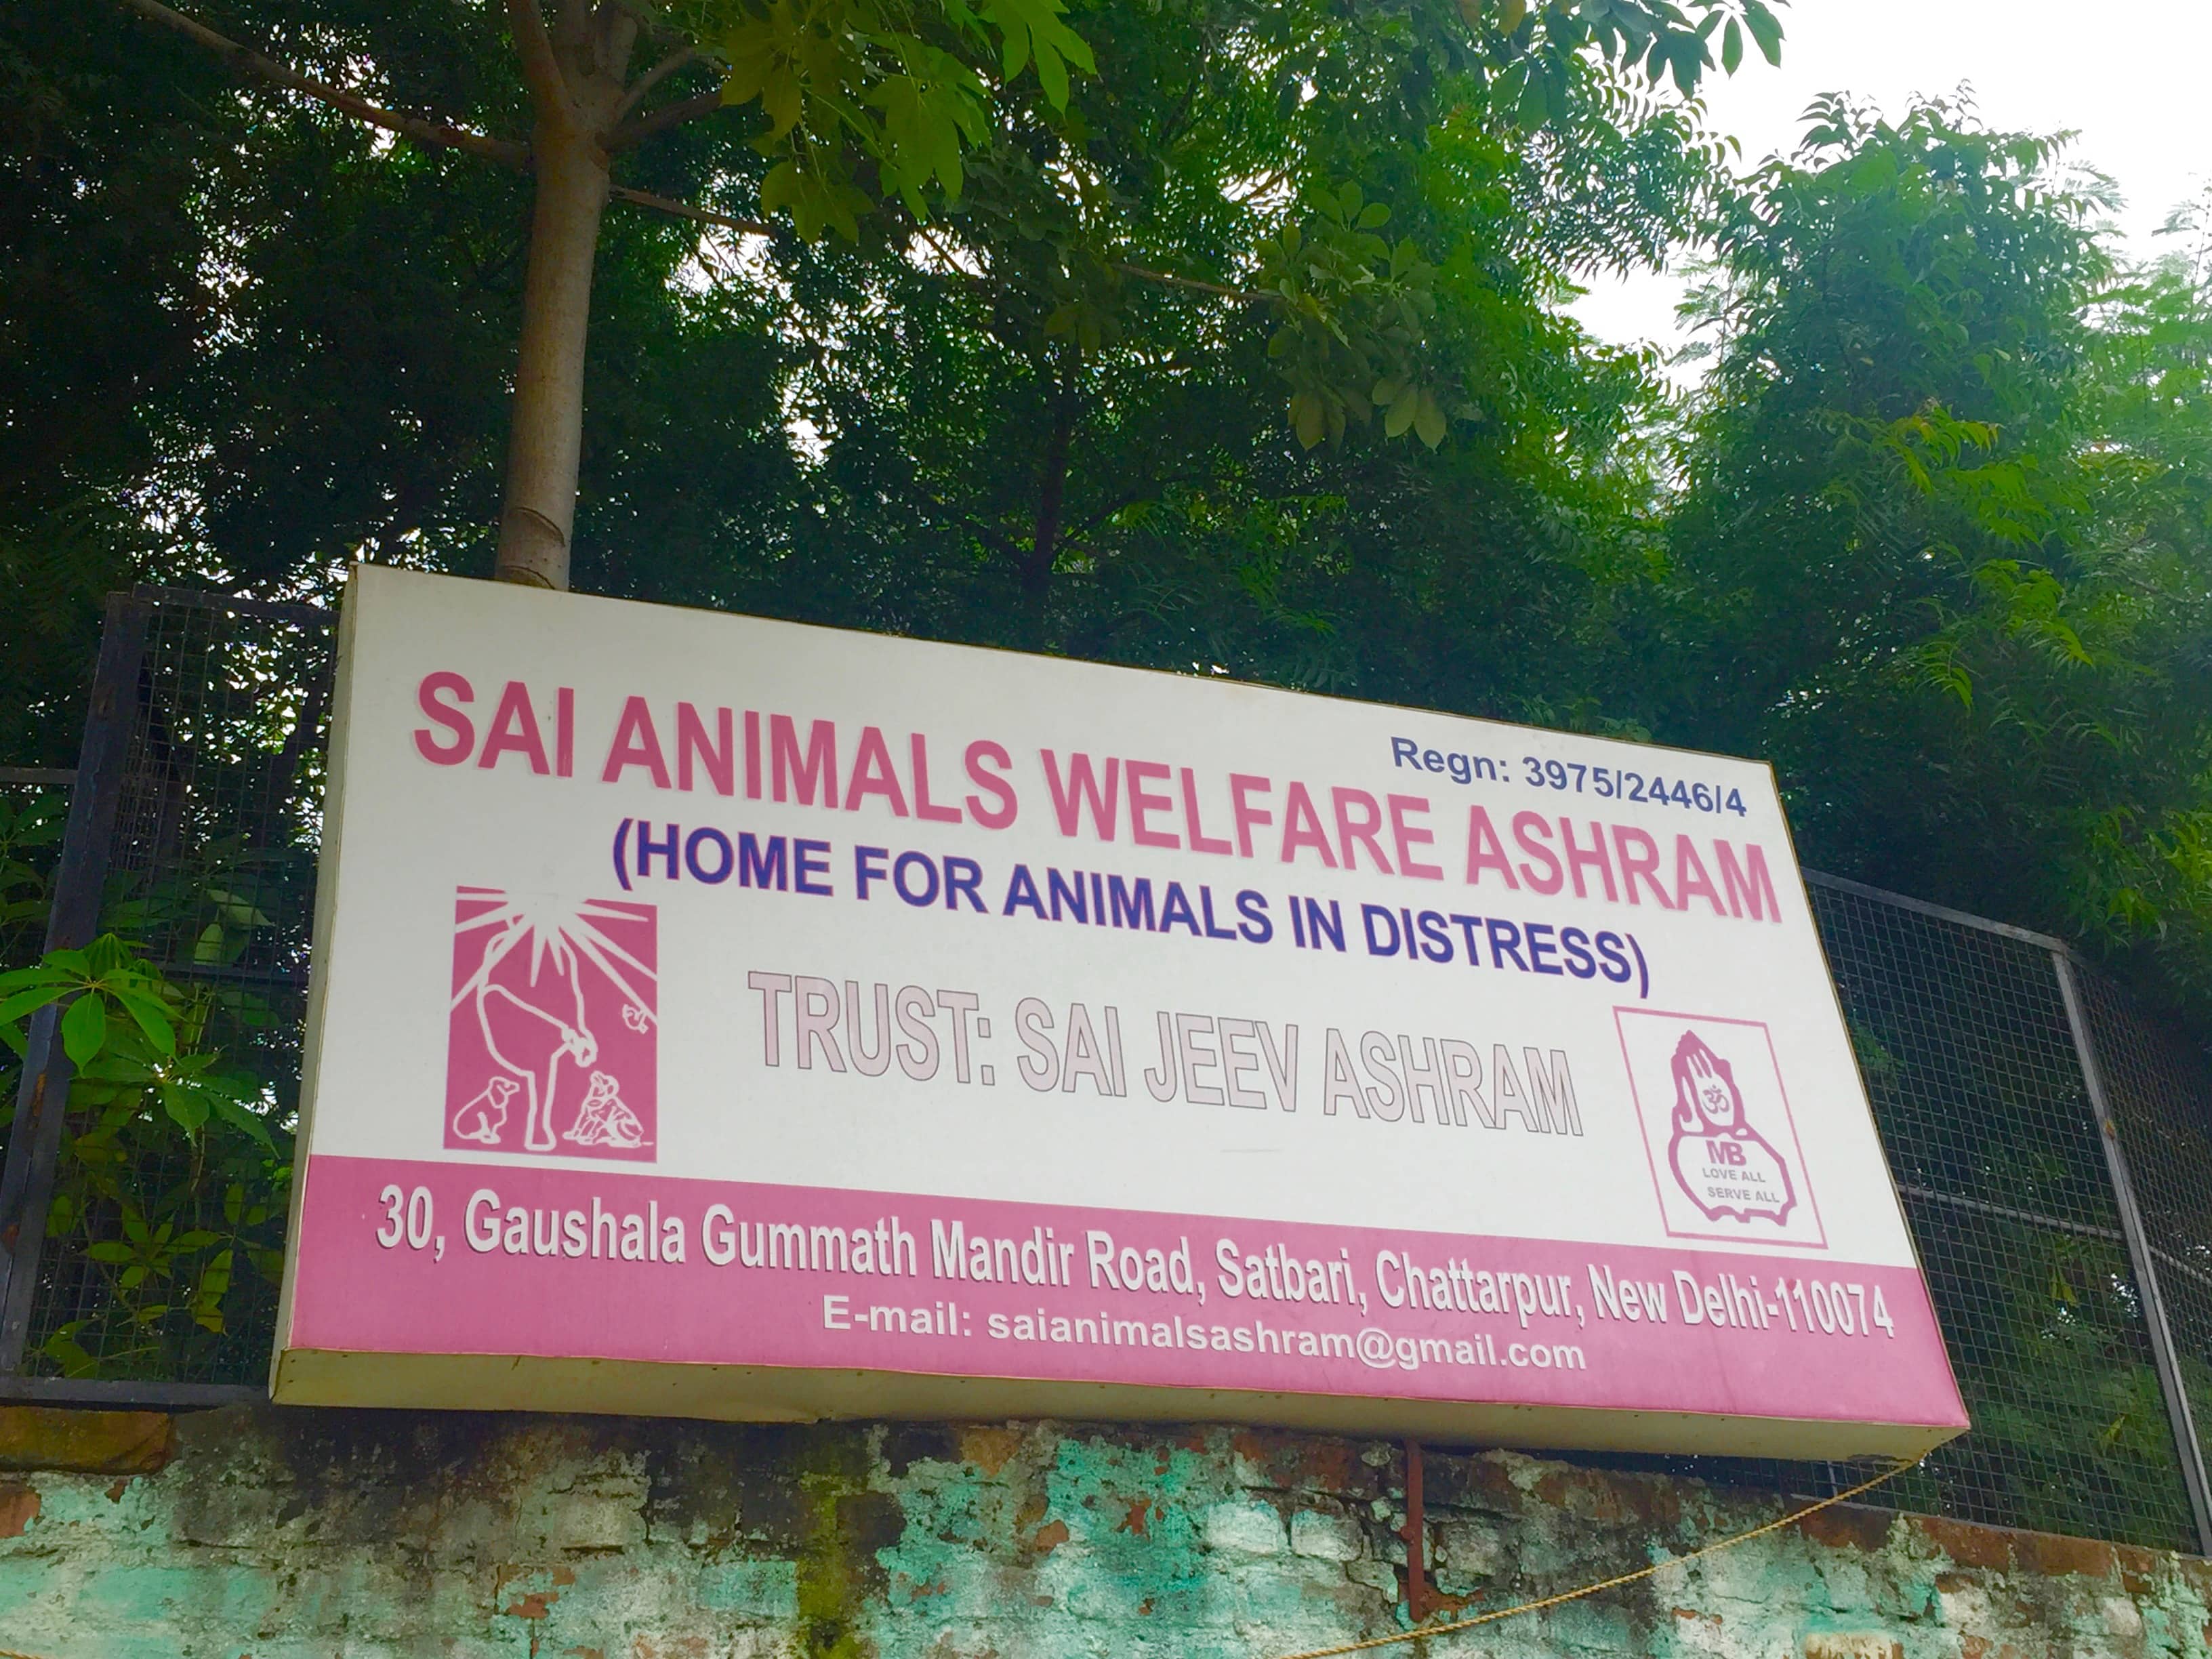 Regn: 3975/2446/4
SAI ANIMALS WELFARE ASHRAM
(HOME FOR ANIMALS IN DISTRESS)
TRUST: SAI JEEV ASHRAM
ॐ
MB
LOVE ALL
SERVE ALL
30, Gaushala Gummath Mandir Road, Satbari, Chattarpur, New Delhi-110074
E-mail: saianimalsashram@gmail.com